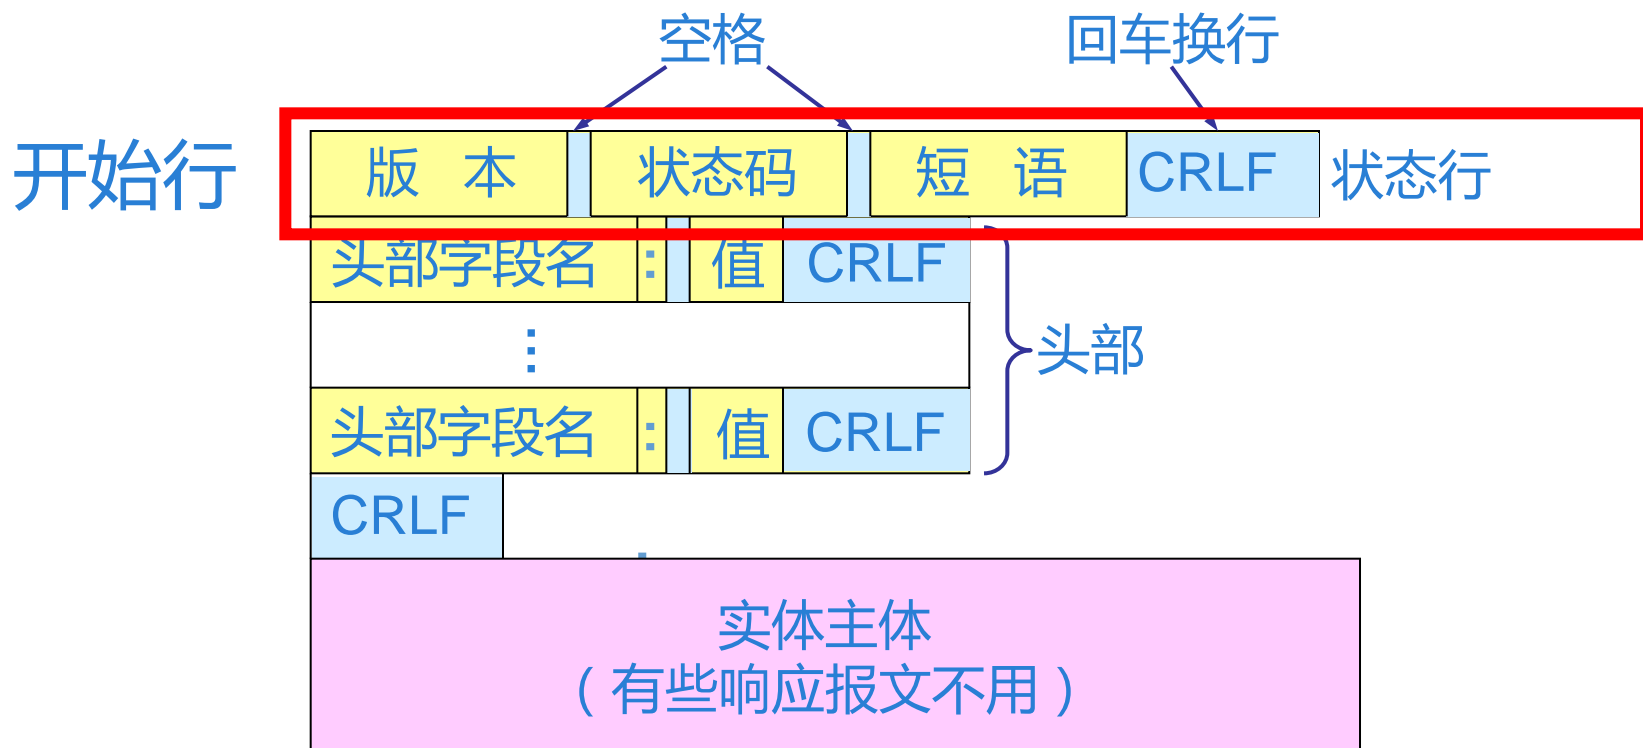 空格 回车换行
开始行 版 本 状态码 短 语 CRLF 状态行
头部字段名 : 值 CRLF
⋮
头部
头部字段名 : 值 CRLF
CRLF
实体主体
(有些响应报文不用)